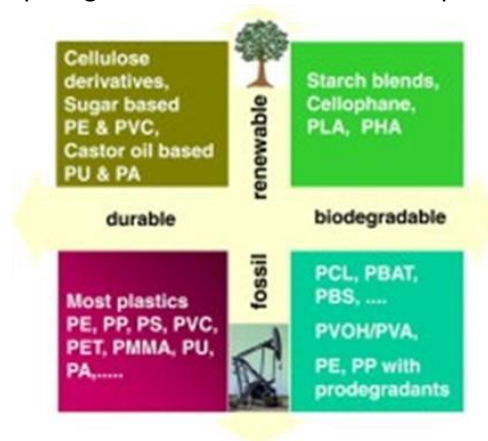 Cellulose
derivatives,
Sugar based
PE & PVC,
Castor oil based
PU & PA
renewable
Starch blends,
Cellophane,
PLA, PHA
durable
biodegradable
fossil
Most plastics
PE, PP, PS, PVC,
PET, PMMA, PU,
PA,.....
PCL, PBAT,
PBS, ....
PVOH/PVA,
PE, PP with
prodegradants